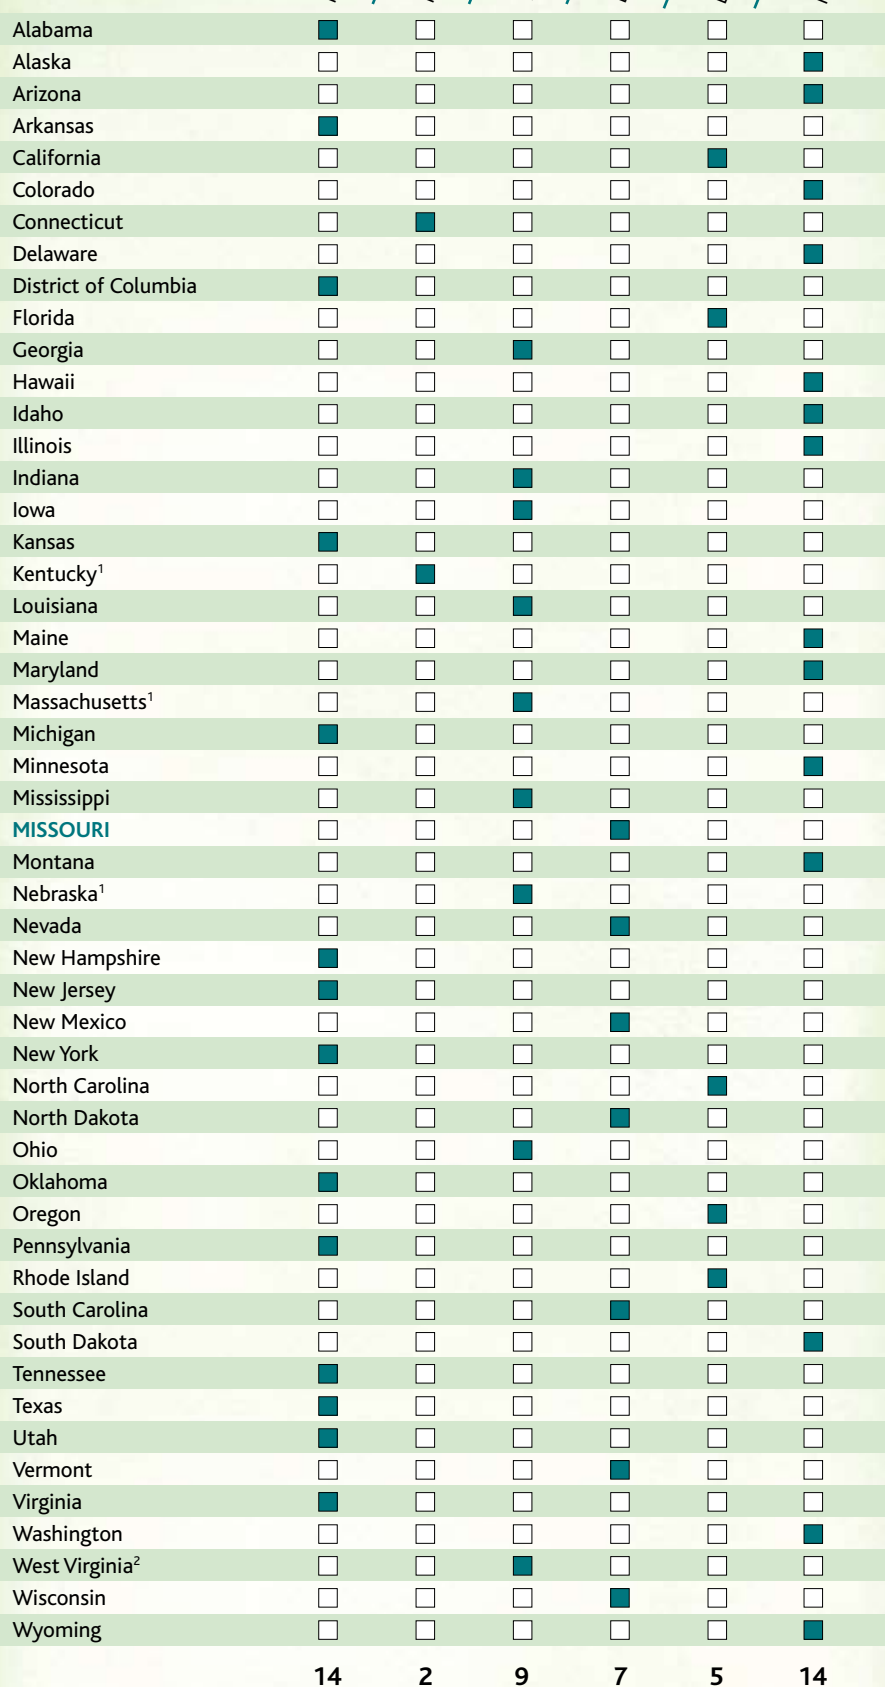 Alabama
Alaska
Arizona
Arkansas
California
Colorado
Connecticut
Delaware
District of Columbia
Florida
Georgia
Hawaii
Idaho
Illinois
Indiana
Iowa
Kansas
Kentucky¹
Louisiana
Maine
Maryland
Massachusetts¹
Michigan
Minnesota
Mississippi
MISSOURI
Montana
Nebraska¹
Nevada
New Hampshire
New Jersey
New Mexico
New York
North Carolina
North Dakota
Ohio
Oklahoma
Oregon
Pennsylvania
Rhode Island
South Carolina
South Dakota
Tennessee
Texas
Utah
Vermont
Virginia
Washington
West Virginia²
Wisconsin
Wyoming
14 2 9 7 5 14